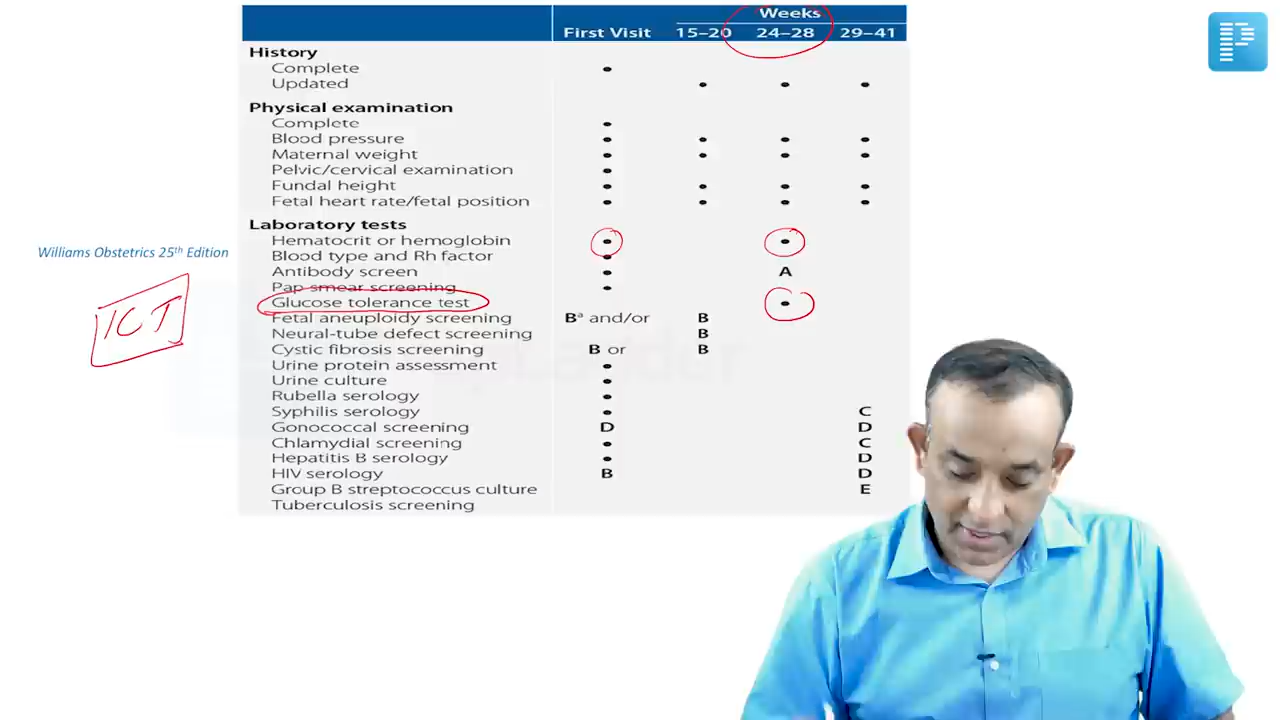 Weeks
First Visit 15–20 24–28 29–41
History
Complete •
Updated • • •
Physical examination
Complete •
Blood pressure • • • •
Maternal weight • • • •
Pelvic/cervical examination •
Fundal height • • • •
Fetal heart rate/fetal position • • • •
Laboratory tests
Hematocrit or hemoglobin • •
Blood type and Rh factor •
Antibody screen • A
Pap smear screening •
Glucose tolerance test •
Fetal aneuploidy screening Bª and/or B
Neural-tube defect screening B
Cystic fibrosis screening B or B
Urine protein assessment •
Urine culture •
Rubella serology •
Syphilis serology • C
Gonococcal screening D D
Chlamydial screening • C
Hepatitis B serology • D
HIV serology B D
Group B streptococcus culture E
Tuberculosis screening
Williams Obstetrics 25th Edition
ICT